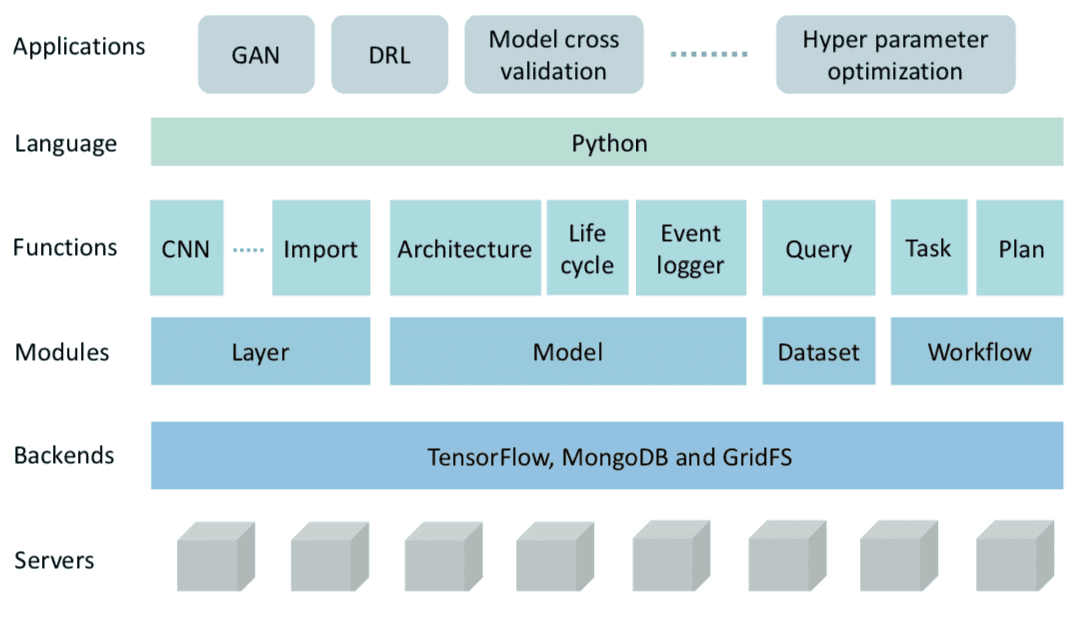 Applications
GAN
DRL
Model cross
validation
Hyper parameter
optimization
Language
Python
Functions
CNN
Import
Architecture
Life
cycle
Event
logger
Query
Task
Plan
Modules
Layer
Model
Dataset
Workflow
Backends
TensorFlow, MongoDB and GridFS
Servers